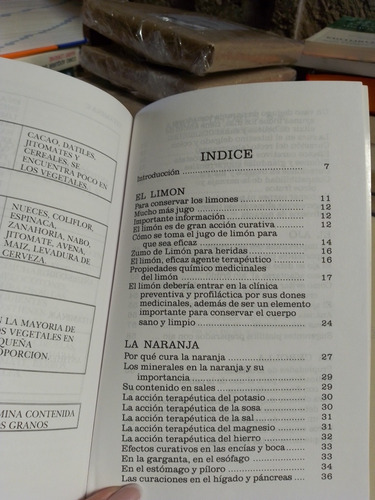 CACAO, DATILES,
JITOMATES Y
CEREALES. SE
ENCUENTRA POCO EN
LOS VEGETALES.
NUECES, COLIFLOR,
ESPINACA,
ZANAHORIA, NABO,
JITOMATE, AVENA,
MAIZ, LEVADURA DE
CERVEZA.
LA MAYORIA DE
VEGETALES EN
CONTENIDA
GRANOS
INDICE
Introducción 7
EL LIMON
Para conservar los limones 11
Mucho más jugo 12
Importante información 12
El limón es de gran acción curativa 12
Cómo se toma el jugo de limón para
que sea eficaz 14
Zumo de Limón para heridas 16
El limón, eficaz agente terapéutico 16
Propiedades químico medicinales
del limón 17
El limón debería entrar en la clínica
preventiva y profiláctica por sus dones
medicinales, además de ser un elemento
importante para conservar el cuerpo
sano y limpio 24
LA NARANJA
Por qué cura la naranja 27
Los minerales en la naranja y su
importancia 29
Su contenido en sales 29
La acción terapéutica del potasio 30
La acción terapéutica de la sosa 30
La acción terapéutica de la sal 31
La acción terapéutica del magnesio 31
La acción terapéutica del hierro 32
Efectos curativos en las encías y boca 33
En la garganta, en el esófago 33
En el estómago y píloro 34
Las curaciones en el hígado y páncreas 36